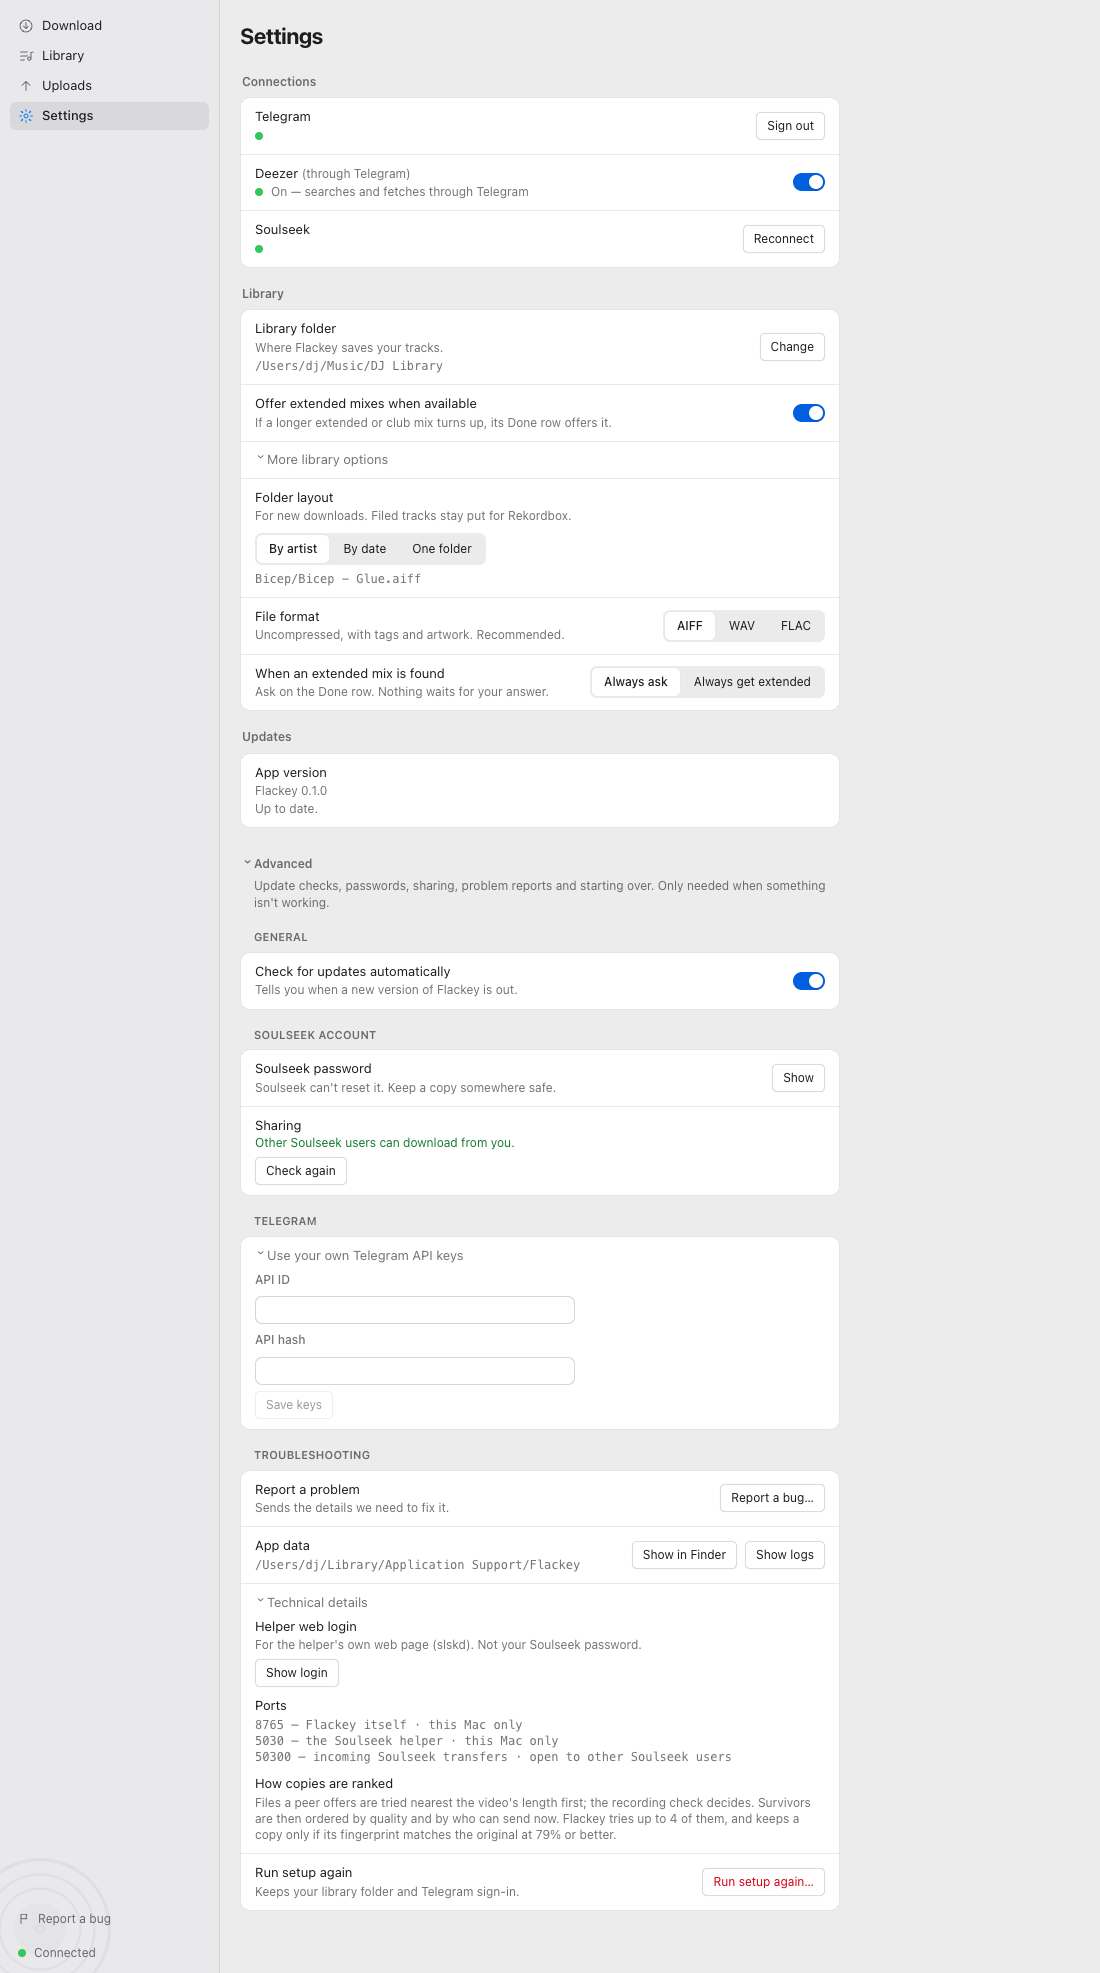 Download
Library
Uploads
Settings
Settings
Connections
Telegram
Sign out
Deezer (through Telegram)
On — searches and fetches through Telegram
Soulseek
Reconnect
Library
Library folder
Where Flackey saves your tracks.
/Users/dj/Music/DJ Library
Change
Offer extended mixes when available
If a longer extended or club mix turns up, its Done row offers it.
More library options
Folder layout
For new downloads. Filed tracks stay put for Rekordbox.
By artist By date One folder
Bicep/Bicep – Glue.aiff
File format
Uncompressed, with tags and artwork. Recommended.
AIFF WAV FLAC
When an extended mix is found
Ask on the Done row. Nothing waits for your answer.
Always ask Always get extended
Updates
App version
Flackey 0.1.0
Up to date.
Advanced
Update checks, passwords, sharing, problem reports and starting over. Only needed when something
isn't working.
GENERAL
Check for updates automatically
Tells you when a new version of Flackey is out.
SOULSEEK ACCOUNT
Soulseek password
Soulseek can't reset it. Keep a copy somewhere safe.
Show
Sharing
Other Soulseek users can download from you.
Check again
TELEGRAM
Use your own Telegram API keys
API ID
API hash
Save keys
TROUBLESHOOTING
Report a problem
Sends the details we need to fix it.
Report a bug…
App data
/Users/dj/Library/Application Support/Flackey
Show in Finder Show logs
Technical details
Helper web login
For the helper's own web page (slskd). Not your Soulseek password.
Show login
Ports
8765 — Flackey itself · this Mac only
5030 — the Soulseek helper · this Mac only
50300 — incoming Soulseek transfers · open to other Soulseek users
How copies are ranked
Files a peer offers are tried nearest the video's length first; the recording check decides. Survivors
are then ordered by quality and by who can send now. Flackey tries up to 4 of them, and keeps a
copy only if its fingerprint matches the original at 79% or better.
Run setup again
Keeps your library folder and Telegram sign-in.
Run setup again…
Report a bug
Connected